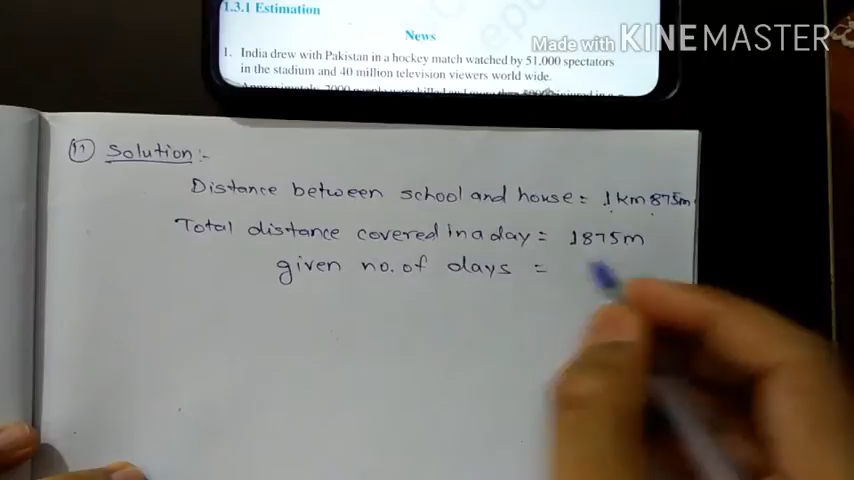 1.3.1 Estimation
News
Made with KINEMASTER
1. India drew with Pakistan in a hockey match watched by 51,000 spectators
in the stadium and 40 million television viewers world wide.
11 Solution:-
Distance between school and house = 1km 875m
Total distance covered in a day = 1875m
given no. of days =